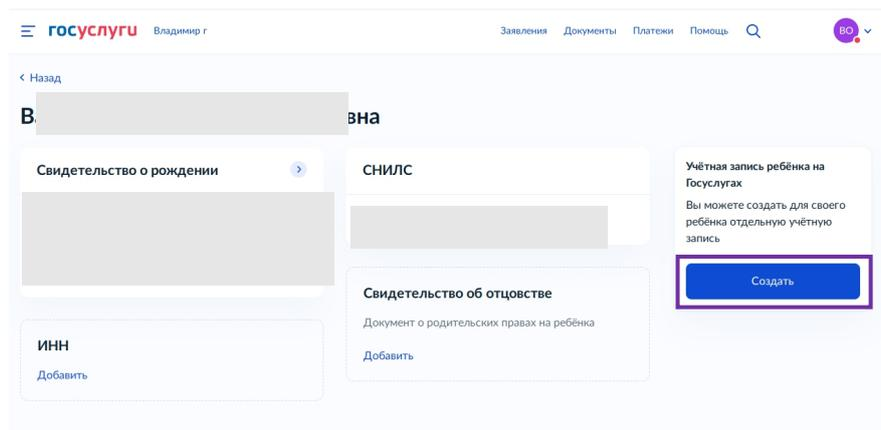 госуслуги Владимир г Заявления Документы Платежи Помощь ВО
Назад
вна
Свидетельство о рождении
СНИЛС
Учётная запись ребёнка на
Госуслугах
Вы можете создать для своего
ребёнка отдельную учётную
запись
Создать
Свидетельство об отцовстве
Документ о родительских правах на ребёнка
Добавить
ИНН
Добавить